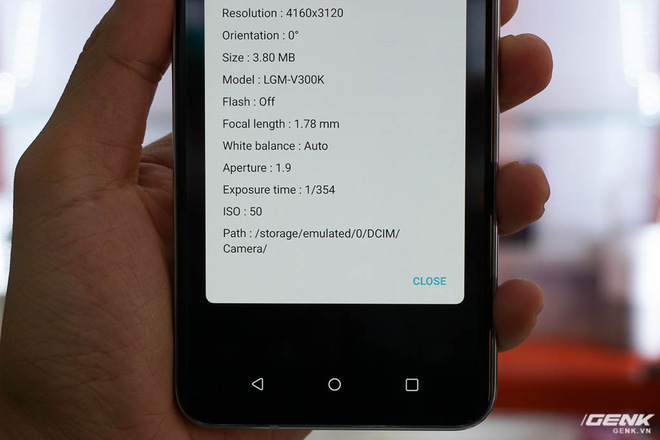 Resolution : 4160x3120
Orientation : 0°
Size : 3.80 MB
Model : LGM-V300K
Flash : Off
Focal length : 1.78 mm
White balance : Auto
Aperture : 1.9
Exposure time : 1/354
ISO : 50
Path : /storage/emulated/0/DCIM/
Camera/
CLOSE
/GENK
GENK.VN